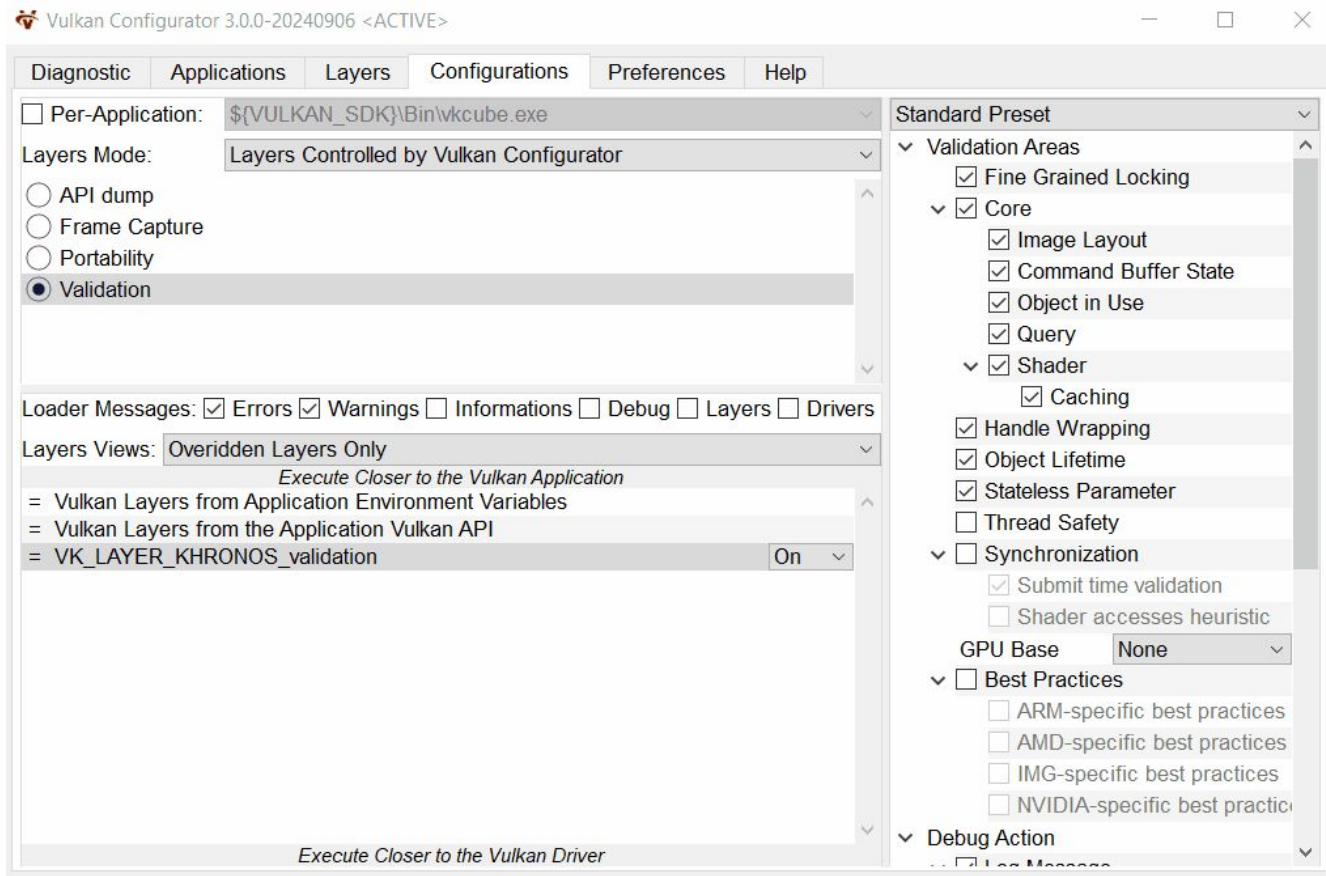 Vulkan Configurator 3.0.0-20240906 <ACTIVE>
Diagnostic Applications Layers Configurations Preferences Help
Per-Application: ${VULKAN_SDK}\Bin\vkcube.exe
Layers Mode: Layers Controlled by Vulkan Configurator
API dump
Frame Capture
Portability
Validation
Loader Messages: Errors Warnings Informations Debug Layers Drivers
Layers Views: Overidden Layers Only
Execute Closer to the Vulkan Application
= Vulkan Layers from Application Environment Variables
= Vulkan Layers from the Application Vulkan API
= VK_LAYER_KHRONOS_validation On
Execute Closer to the Vulkan Driver
Standard Preset
Validation Areas
Fine Grained Locking
Core
Image Layout
Command Buffer State
Object in Use
Query
Shader
Caching
Handle Wrapping
Object Lifetime
Stateless Parameter
Thread Safety
Synchronization
Submit time validation
Shader accesses heuristic
GPU Base None
Best Practices
ARM-specific best practices
AMD-specific best practices
IMG-specific best practices
NVIDIA-specific best practic
Debug Action
Log Message